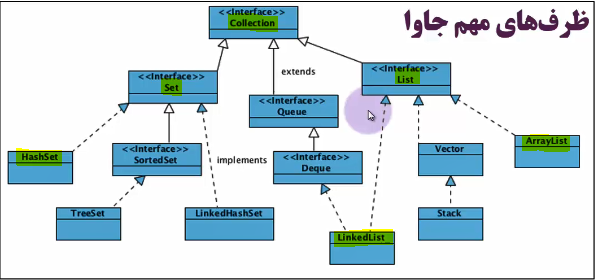 ظرف‌های مهم جاوا
<<Interface>>
Collection
<<Interface>>
Set
extends
<<Interface>>
List
<<Interface>>
Queue
HashSet
<<Interface>>
SortedSet
implements
<<Interface>>
Deque
Vector
ArrayList
TreeSet
LinkedHashSet
LinkedList
Stack